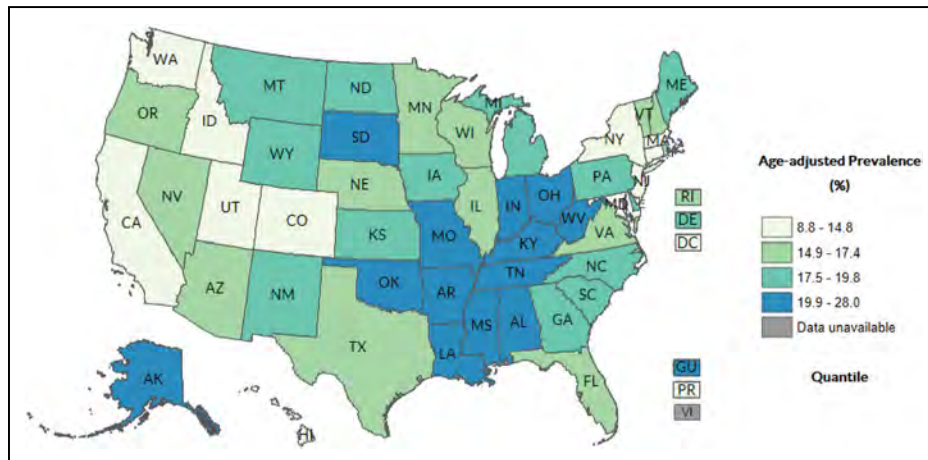 WA
MT
ND
MN
ME
MI
VT
OR
ID
SD
WI
NY
MA
WY
IA
PA
NJ
NE
NV
UT
CO
IL
IN
OH
MD
CA
KS
MO
WV
VA
KY
NC
TN
AZ
NM
OK
AR
SC
MS
AL
GA
TX
LA
FL
AK
HI
RI
DE
DC
GU
PR
VI
Age-adjusted Prevalence
(%)
8.8 - 14.8
14.9 - 17.4
17.5 - 19.8
19.9 - 28.0
Data unavailable
Quantile